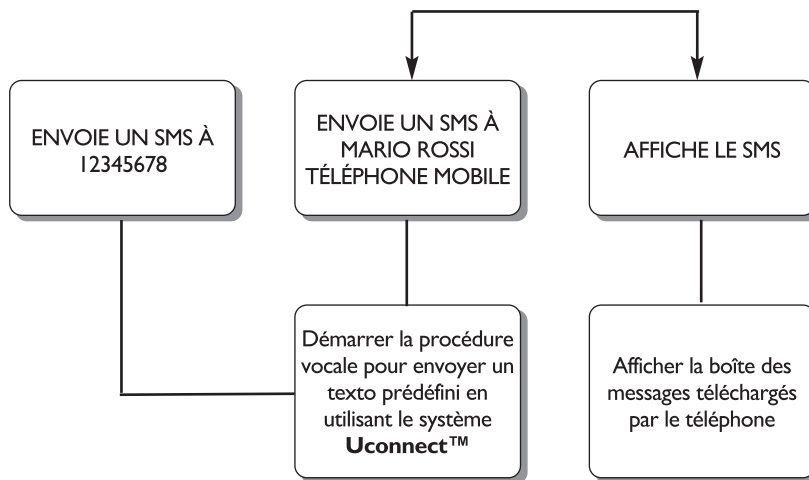 ENVOIE UN SMS À
12345678
ENVOIE UN SMS À
MARIO ROSSI
TÉLÉPHONE MOBILE
AFFICHE LE SMS
Démarrer la procédure
vocale pour envoyer un
texto prédéfini en
utilisant le système
Uconnect™
Afficher la boîte des
messages téléchargés
par le téléphone